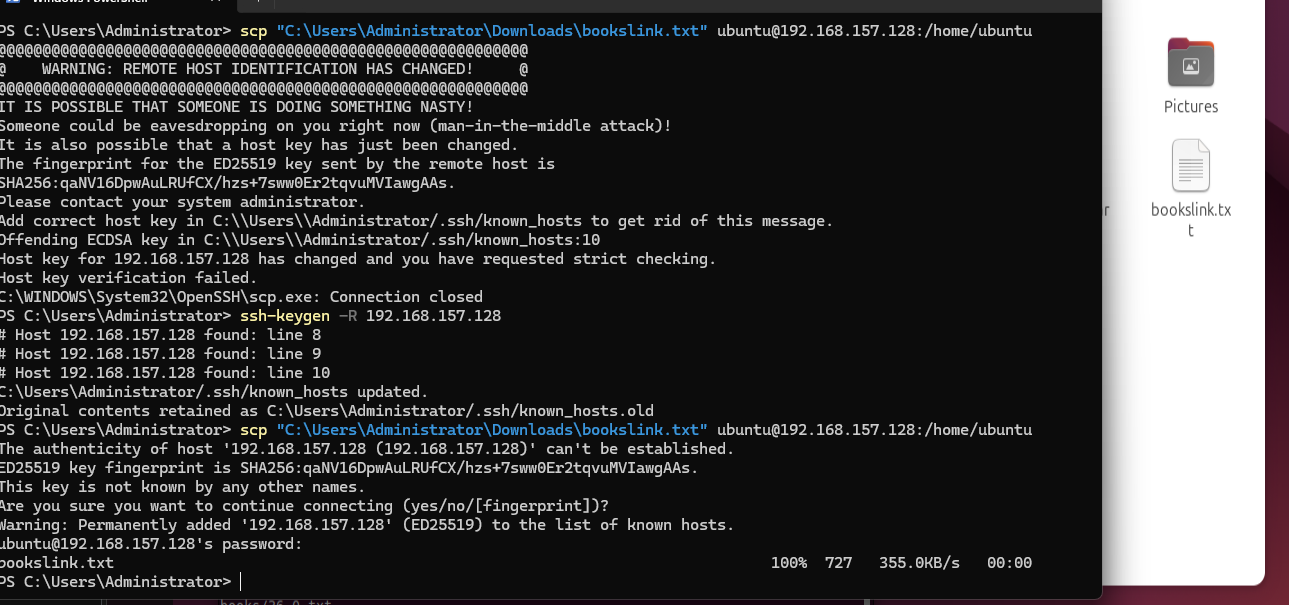 Windows PowerShell
PS C:\Users\Administrator> scp "C:\Users\Administrator\Downloads\bookslink.txt" ubuntu@192.168.157.128:/home/ubuntu
@@@@@@@@@@@@@@@@@@@@@@@@@@@@@@@@@@@@@@@@@@@@@@@@@@@@@@@@@@@
@    WARNING: REMOTE HOST IDENTIFICATION HAS CHANGED!     @
@@@@@@@@@@@@@@@@@@@@@@@@@@@@@@@@@@@@@@@@@@@@@@@@@@@@@@@@@@@
IT IS POSSIBLE THAT SOMEONE IS DOING SOMETHING NASTY!
Someone could be eavesdropping on you right now (man-in-the-middle attack)!
It is also possible that a host key has just been changed.
The fingerprint for the ED25519 key sent by the remote host is
SHA256:qaNV16DpwAuLRUfCX/hzs+7sww0Er2tqvuMVIawgAAs.
Please contact your system administrator.
Add correct host key in C:\\Users\\Administrator/.ssh/known_hosts to get rid of this message.
Offending ECDSA key in C:\\Users\\Administrator/.ssh/known_hosts:10
Host key for 192.168.157.128 has changed and you have requested strict checking.
Host key verification failed.
C:\WINDOWS\System32\OpenSSH\scp.exe: Connection closed
PS C:\Users\Administrator> ssh-keygen -R 192.168.157.128
# Host 192.168.157.128 found: line 8
# Host 192.168.157.128 found: line 9
# Host 192.168.157.128 found: line 10
C:\Users\Administrator/.ssh/known_hosts updated.
Original contents retained as C:\Users\Administrator/.ssh/known_hosts.old
PS C:\Users\Administrator> scp "C:\Users\Administrator\Downloads\bookslink.txt" ubuntu@192.168.157.128:/home/ubuntu
The authenticity of host '192.168.157.128 (192.168.157.128)' can't be established.
ED25519 key fingerprint is SHA256:qaNV16DpwAuLRUfCX/hzs+7sww0Er2tqvuMVIawgAAs.
This key is not known by any other names.
Are you sure you want to continue connecting (yes/no/[fingerprint])?
Warning: Permanently added '192.168.157.128' (ED25519) to the list of known hosts.
ubuntu@192.168.157.128's password:
bookslink.txt 100% 727 355.0KB/s 00:00
PS C:\Users\Administrator>
Pictures
bookslink.tx
t